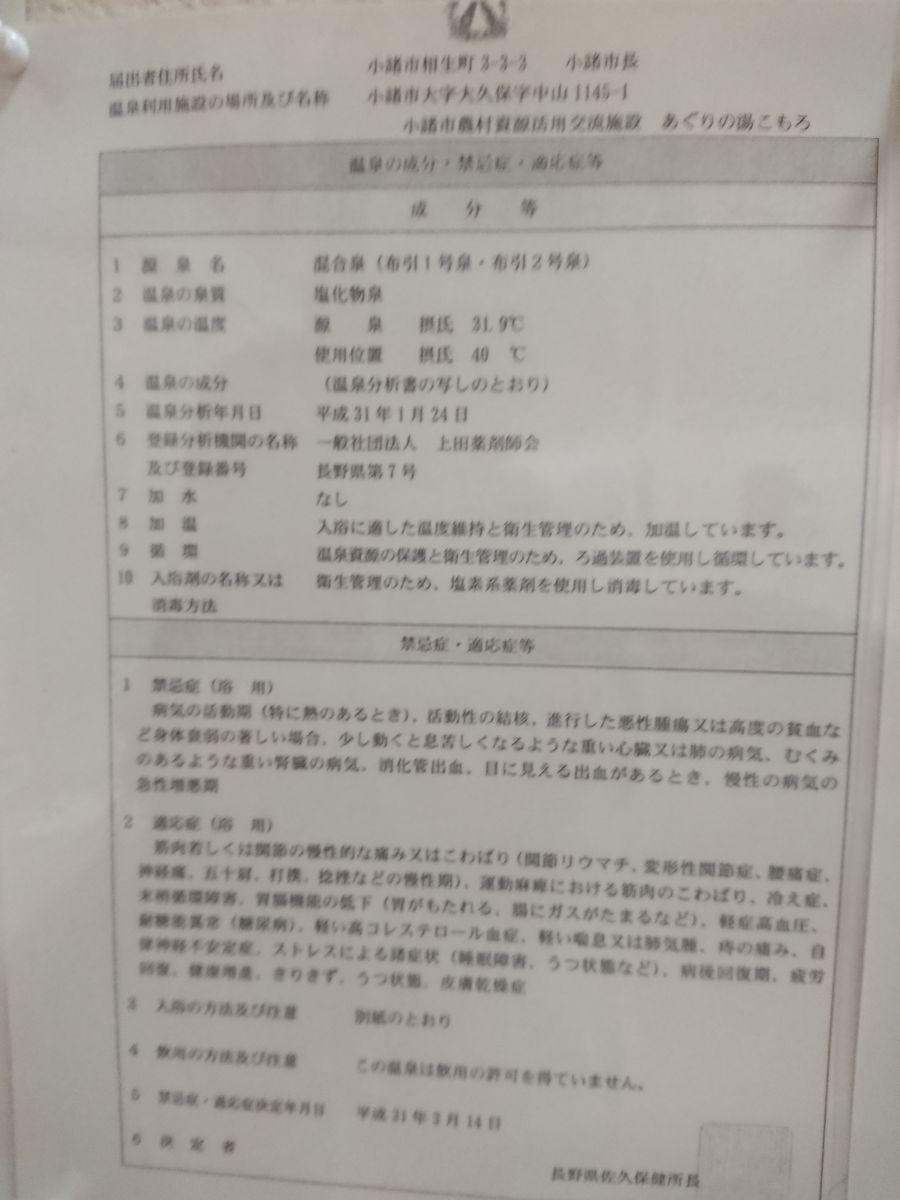 届出者住所氏名 小諸市相生町3-3-3 小諸市長
温泉利用施設の場所及び名称 小諸市大字大久保字中山1145-1
小諸市農村資源活用交流施設 あぐりの湯こもろ
温泉の成分・禁忌症・適応症等
成 分 等
1 源 泉 名 混合泉(布引1号泉・布引2号泉)
2 温泉の泉質 塩化物泉
3 温泉の温度 源 泉 摂氏 31.9℃
使用位置 摂氏 40 ℃
4 温泉の成分 (温泉分析書の写しのとおり)
5 温泉分析年月日 平成31年1月24日
6 登録分析機関の名称 一般社団法人 上田薬剤師会
及び登録番号 長野県第7号
7 加 水 なし
8 加 温 入浴に適した温度維持と衛生管理のため、加温しています。
9 循 環 温泉資源の保護と衛生管理のため、ろ過装置を使用し循環しています。
10 入浴剤の名称又は 衛生管理のため、塩素系薬剤を使用し消毒しています。
消毒方法
禁忌症・適応症等
1 禁忌症(浴 用)
病気の活動期(特に熱のあるとき)、活動性の結核、進行した悪性腫瘍又は高度の貧血な
ど身体衰弱の著しい場合、少し動くと息苦しくなるような重い心臓又は肺の病気、むくみ
のあるような重い腎臓の病気、消化管出血、目に見える出血があるとき、慢性の病気の
急性増悪期
2 適応症(浴 用)
筋肉若しくは関節の慢性的な痛み又はこわばり(関節リウマチ、変形性関節症、腰痛症、
神経痛、五十肩、打撲、捻挫などの慢性期)、運動麻痺における筋肉のこわばり、冷え症、
末梢循環障害、胃腸機能の低下(胃がもたれる、腸にガスがたまるなど)、軽症高血圧、
耐糖能異常(糖尿病)、軽い高コレステロール血症、軽い喘息又は肺気腫、痔の痛み、自
律神経不安定症、ストレスによる諸症状(睡眠障害、うつ状態など)、病後回復期、疲労
回復、健康増進、きりきず、うつ状態、皮膚乾燥症
3 入浴の方法及び注意 別紙のとおり
4 飲用の方法及び注意 この温泉は飲用の許可を得ていません。
5 禁忌症・適応症決定年月日 平成31年3月14日
6 決 定 者
長野県佐久保健所長